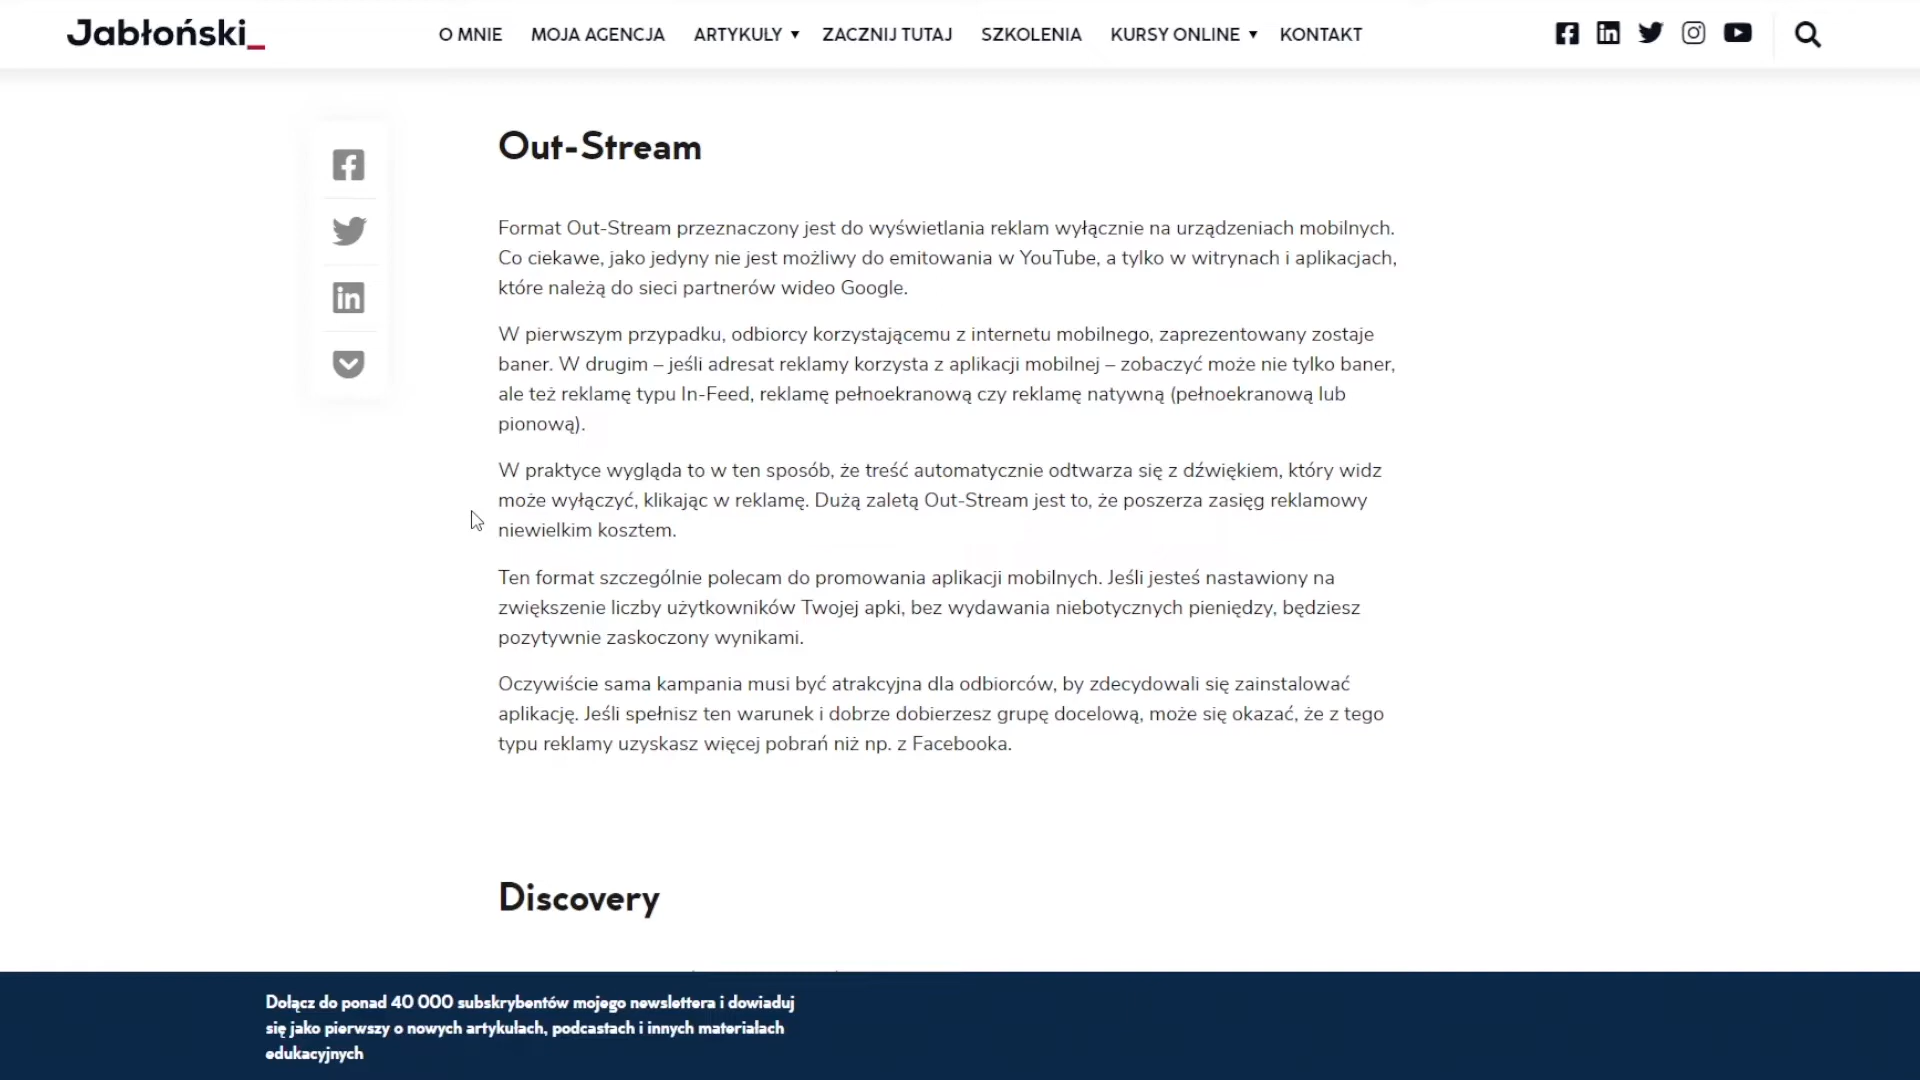 Jabłoński_
O MNIE MOJA AGENCJA ARTYKUŁY ZACZNIJ TUTAJ SZKOLENIA KURSY ONLINE KONTAKT
Out-Stream
Format Out-Stream przeznaczony jest do wyświetlania reklam wyłącznie na urządzeniach mobilnych.
Co ciekawe, jako jedyny nie jest możliwy do emitowania w YouTube, a tylko w witrynach i aplikacjach,
które należą do sieci partnerów wideo Google.
W pierwszym przypadku, odbiorcy korzystającemu z internetu mobilnego, zaprezentowany zostaje
baner. W drugim – jeśli adresat reklamy korzysta z aplikacji mobilnej – zobaczyć może nie tylko baner,
ale też reklamę typu In-Feed, reklamę pełnoekranową czy reklamę natywną (pełnoekranową lub
pionową).
W praktyce wygląda to w ten sposób, że treść automatycznie odtwarza się z dźwiękiem, który widz
może wyłączyć, klikając w reklamę. Dużą zaletą Out-Stream jest to, że poszerza zasięg reklamowy
niewielkim kosztem.
Ten format szczególnie polecam do promowania aplikacji mobilnych. Jeśli jesteś nastawiony na
zwiększenie liczby użytkowników Twojej apki, bez wydawania niebotycznych pieniędzy, będziesz
pozytywnie zaskoczony wynikami.
Oczywiście sama kampania musi być atrakcyjna dla odbiorców, by zdecydowali się zainstalować
aplikację. Jeśli spełnisz ten warunek i dobrze dobierzesz grupę docelową, może się okazać, że z tego
typu reklamy uzyskasz więcej pobrań niż np. z Facebooka.
Discovery
Dołącz do ponad 40 000 subskrybentów mojego newslettera i dowiaduj
się jako pierwszy o nowych artykułach, podcastach i innych materiałach
edukacyjnych